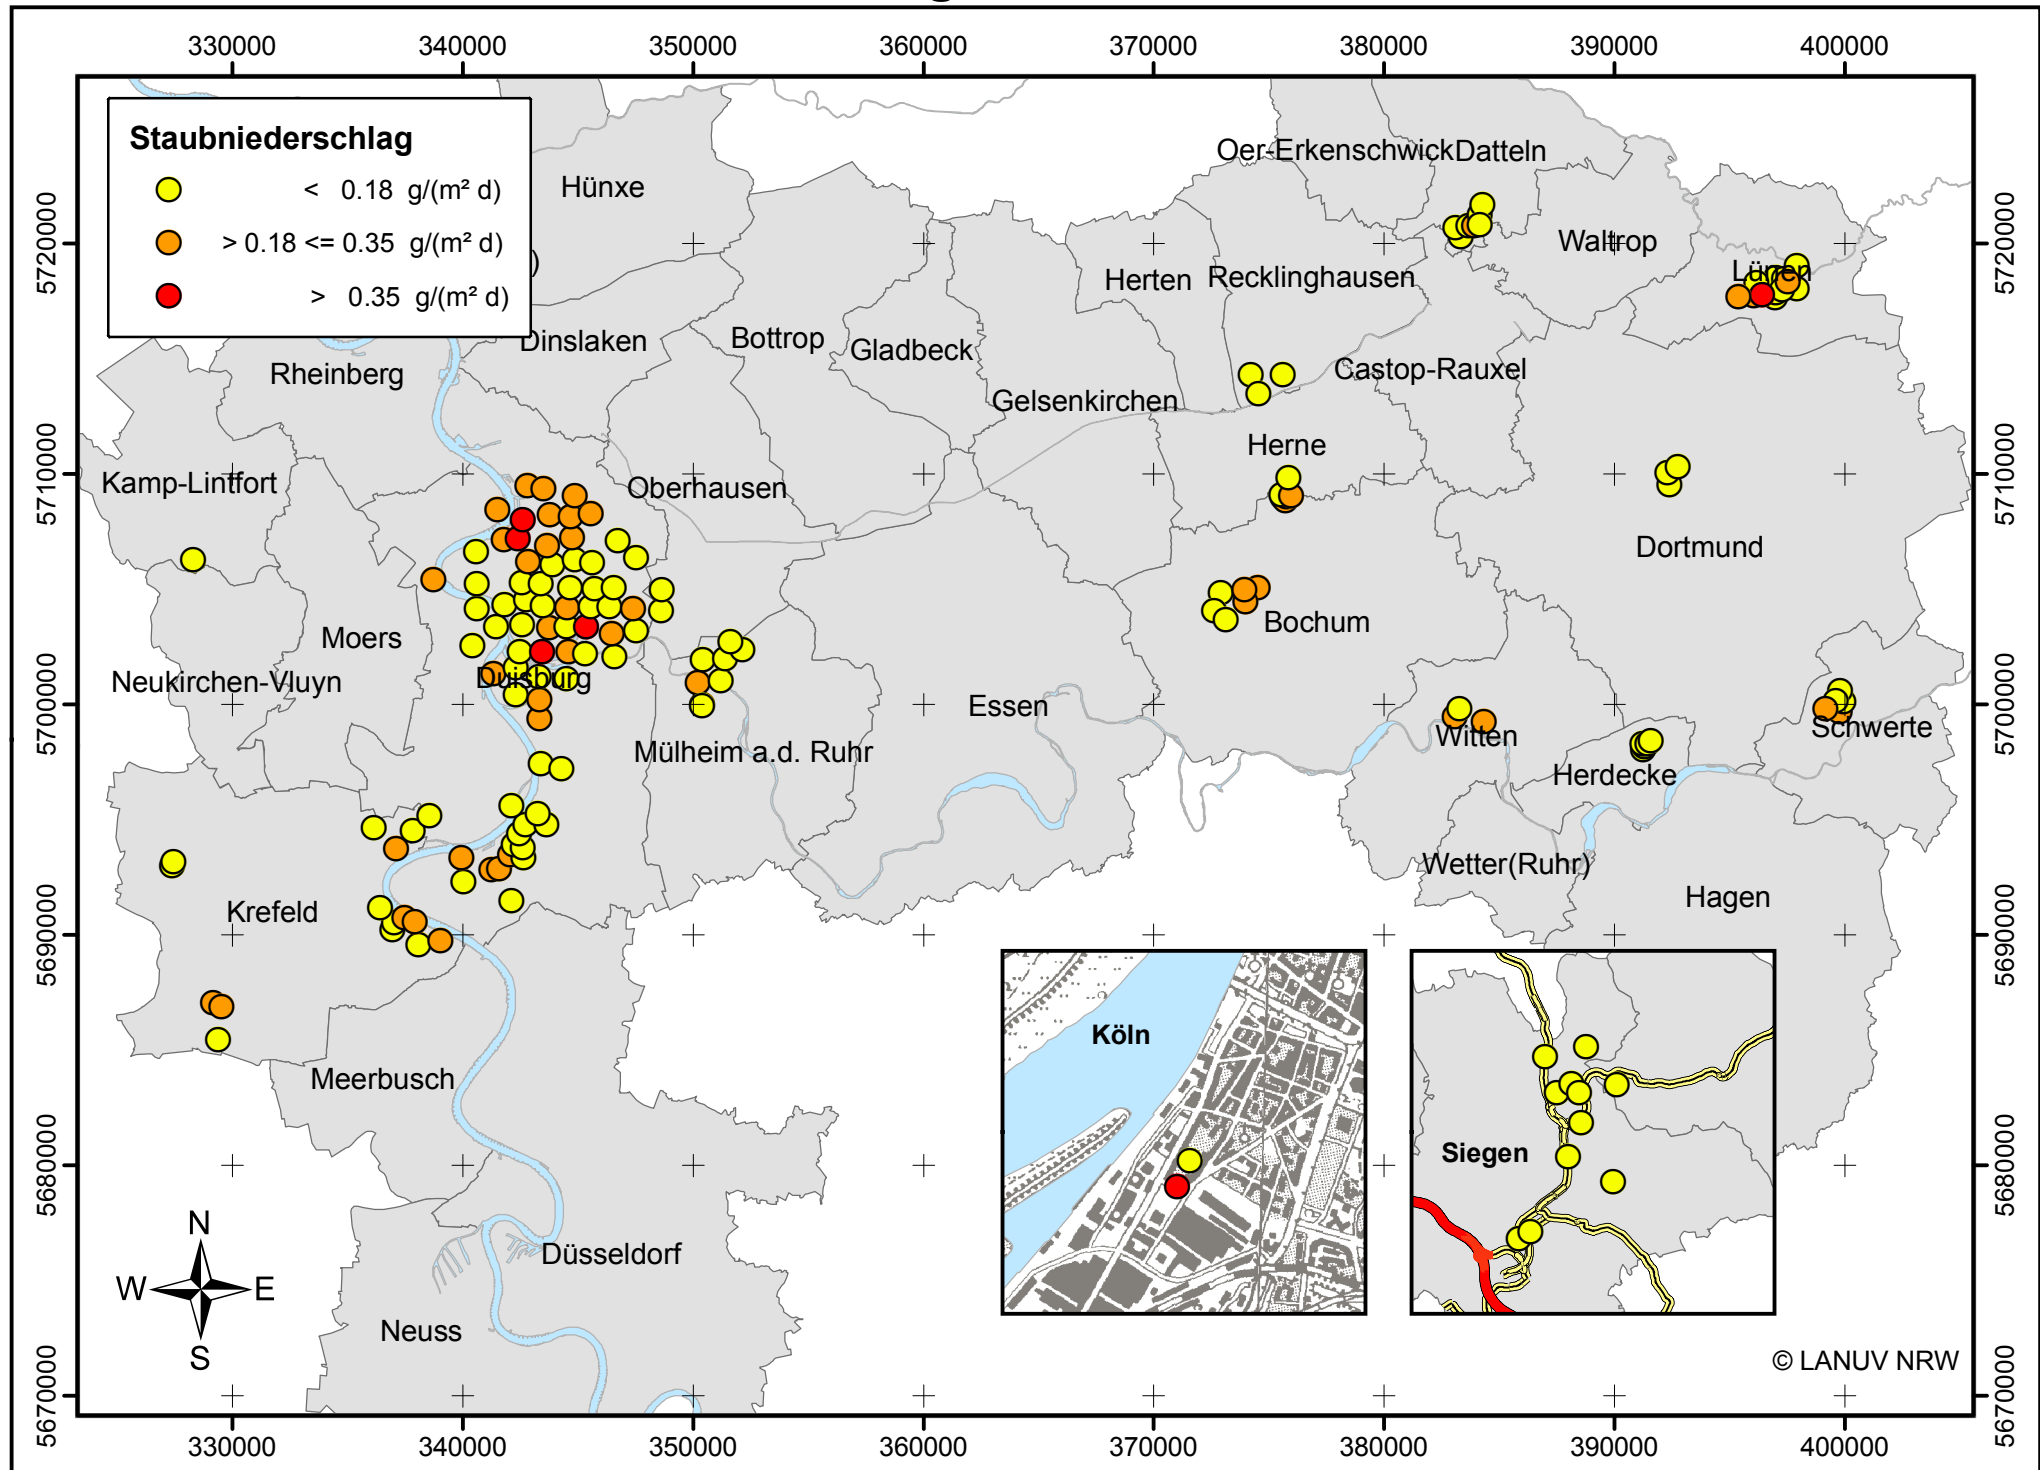 g
330000 340000 350000 360000 370000 380000 390000 400000
Staubniederschlag
< 0.18 g/(m² d)
> 0.18 <= 0.35 g/(m² d)
> 0.35 g/(m² d)
)
Oer-Erkenschwick Datteln
Hünxe
5720000 5720000
Waltrop
Lünen
Herten Recklinghausen
Dinslaken Bottrop Gladbeck
Rheinberg
Castop-Rauxel
Gelsenkirchen
Herne
5710000 5710000
Kamp-Lintfort Oberhausen
Dortmund
Bochum
Moers
Neukirchen-Vluyn Duisburg
5700000 5700000
Essen
Schwerte
Witten
Mülheim a.d. Ruhr
Herdecke
Wetter(Ruhr)
Hagen
Krefeld
5690000 5690000
Köln
Meerbusch
Siegen
5680000 5680000
N
W E
S
Düsseldorf
Neuss
© LANUV NRW
5670000 5670000
330000 340000 350000 360000 370000 380000 390000 400000